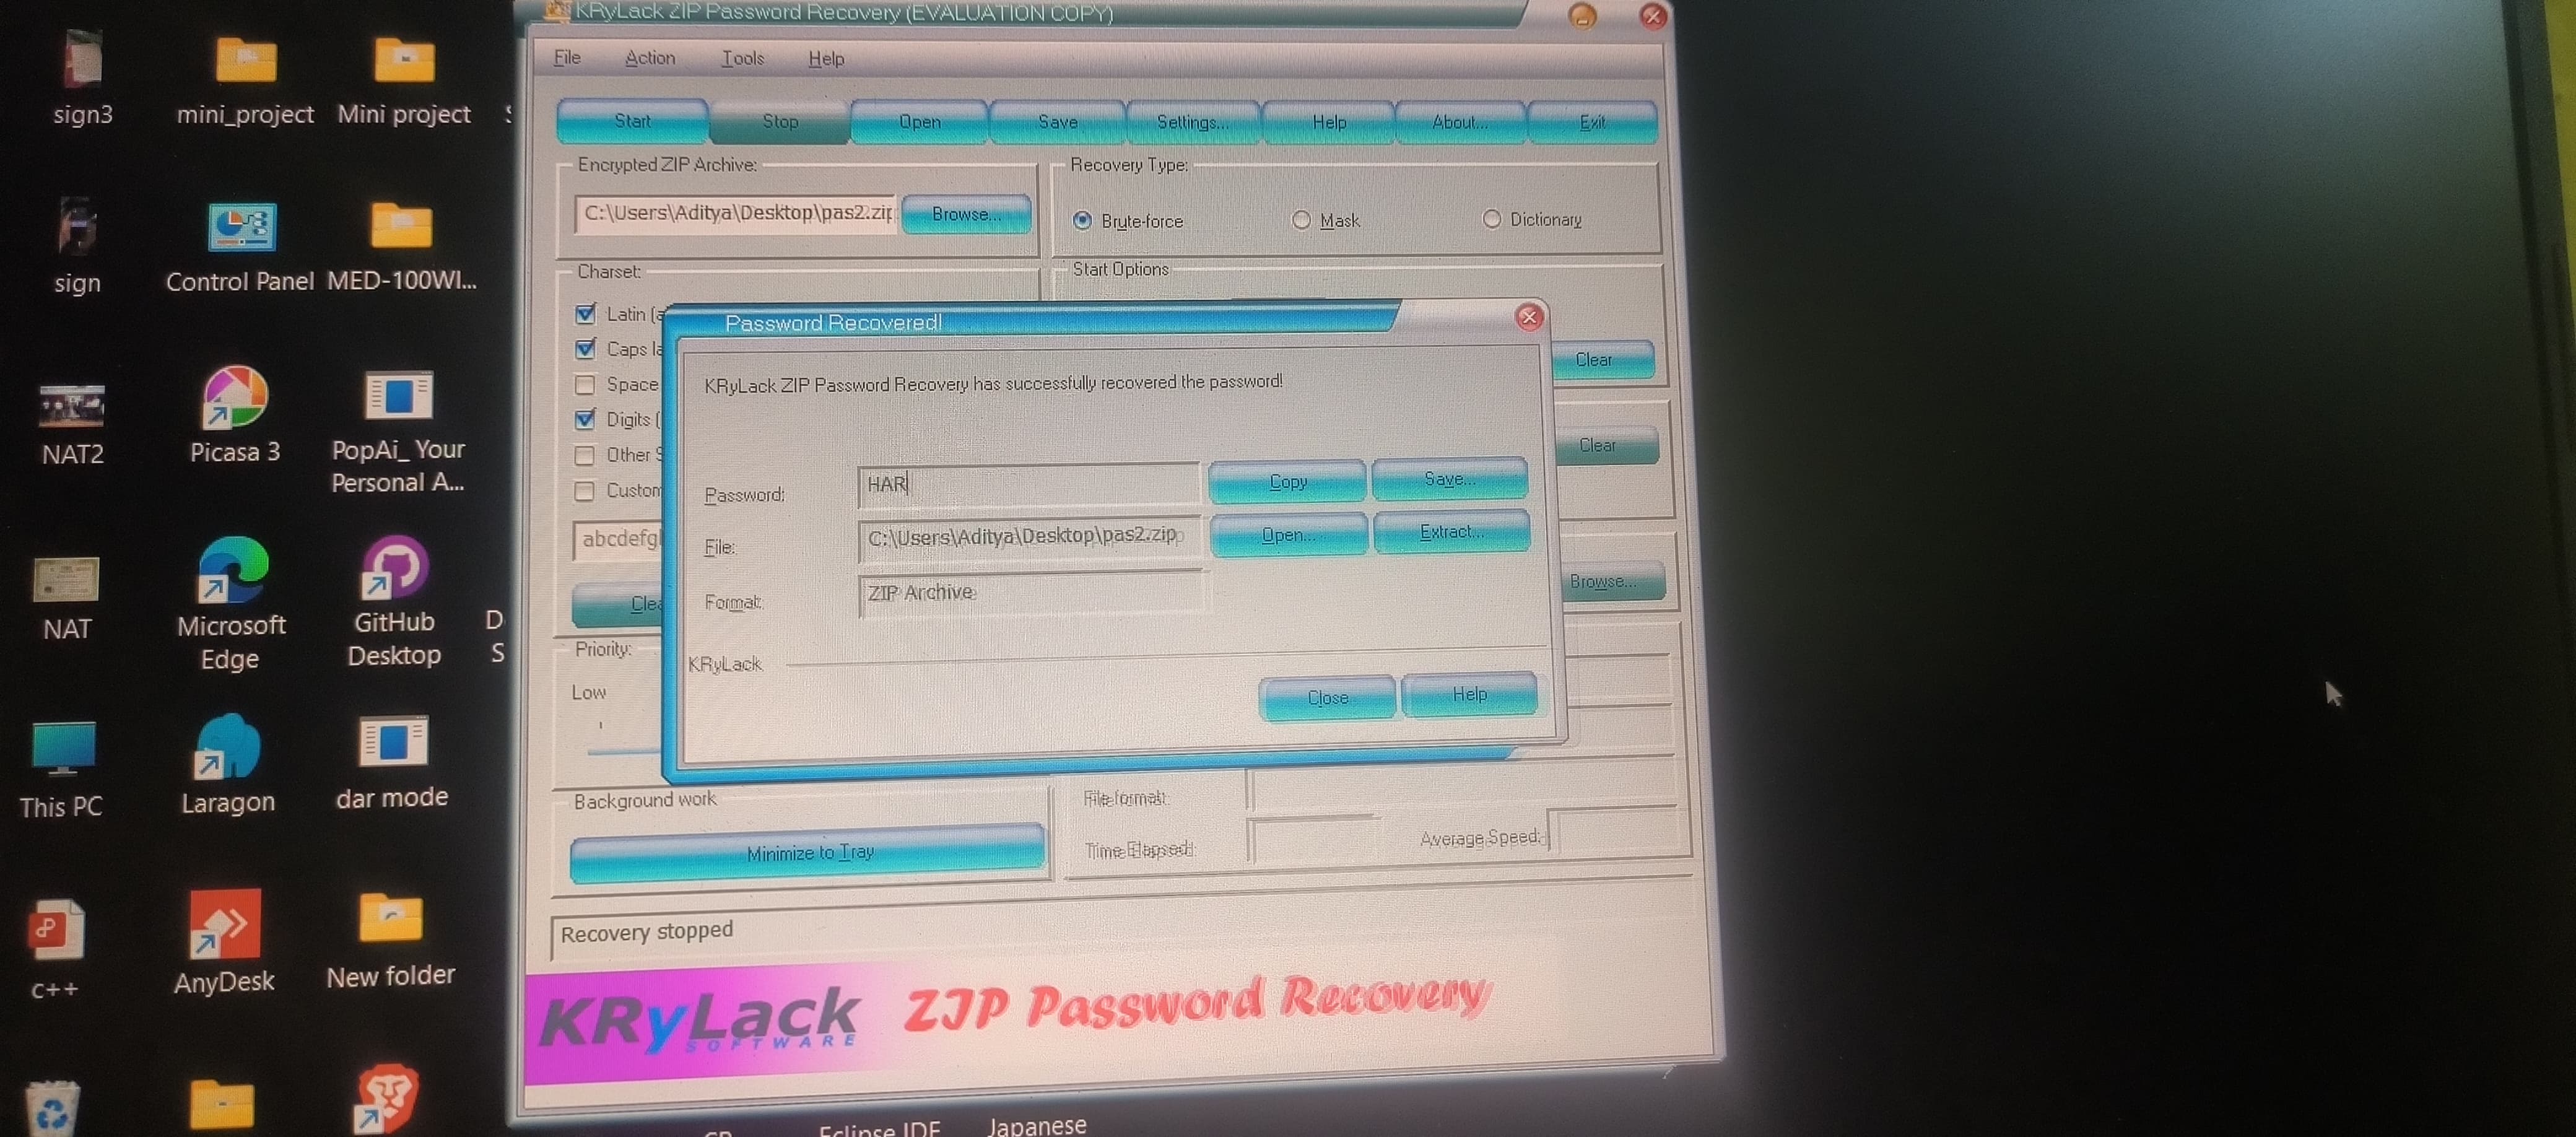 sign3
mini_project
Mini project
sign
Control Panel
MED-100WI...
NAT2
Picasa 3
PopAi_ Your
Personal A...
NAT
Microsoft
Edge
GitHub
Desktop
D
S
This PC
Laragon
dar mode
c++
AnyDesk
New folder
KRyLack ZIP Password Recovery (EVALUATION COPY)
File Action Tools Help
Start Stop Open Save Settings... Help About... Exit
Encrypted ZIP Archive:
C:\Users\Aditya\Desktop\pas2.zip
Browse...
Recovery Type:
Brute-force Mask Dictionary
Charset:
Start Options
Latin (a
Caps la
Space
Digits (
Other S
Custom
abcdefg
Clea
Clear
Clear
Browse...
Password Recovered!
KRyLack ZIP Password Recovery has successfully recovered the password!
Password: HAR Copy Save...
File: C:\Users\Aditya\Desktop\pas2.zip Open... Extract...
Format: ZIP Archive
KRyLack
Close Help
Priority:
Low
Background work
Minimize to Tray
File format:
Time Elapsed: Average Speed:
Recovery stopped
KRyLack
SOFTWARE
ZIP Password Recovery
Eclipse IDE
Japanese